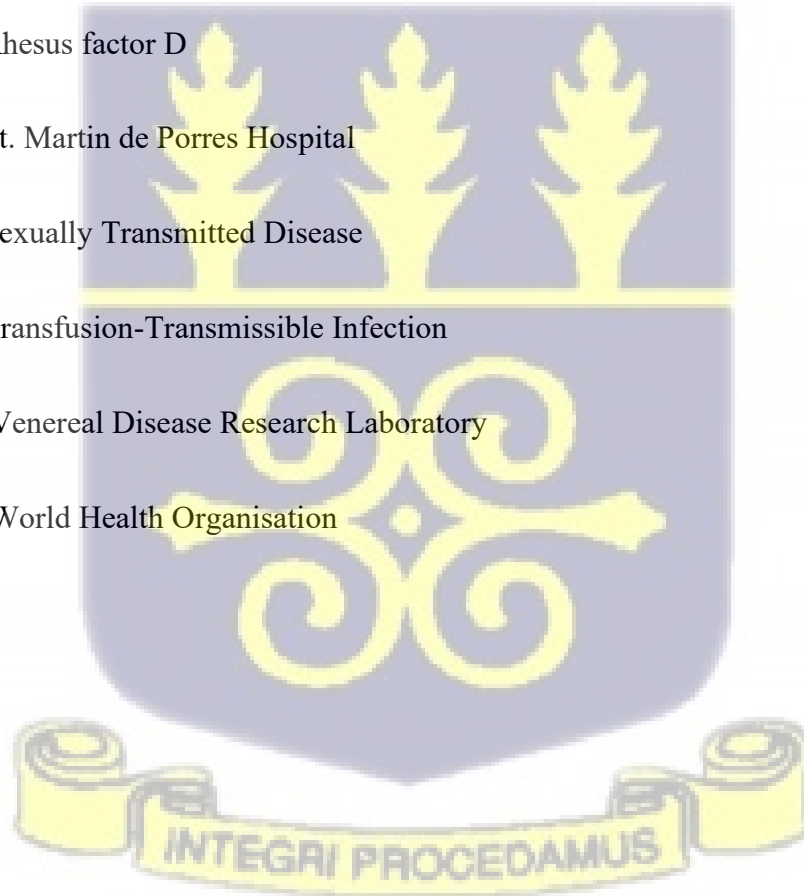 hesus factor D
t. Martin de Porres Hospital
exually Transmitted Disease
ransfusion-Transmissible Infection
Venereal Disease Research Laboratory
World Health Organisation
INTEGRI PROCEDAMUS